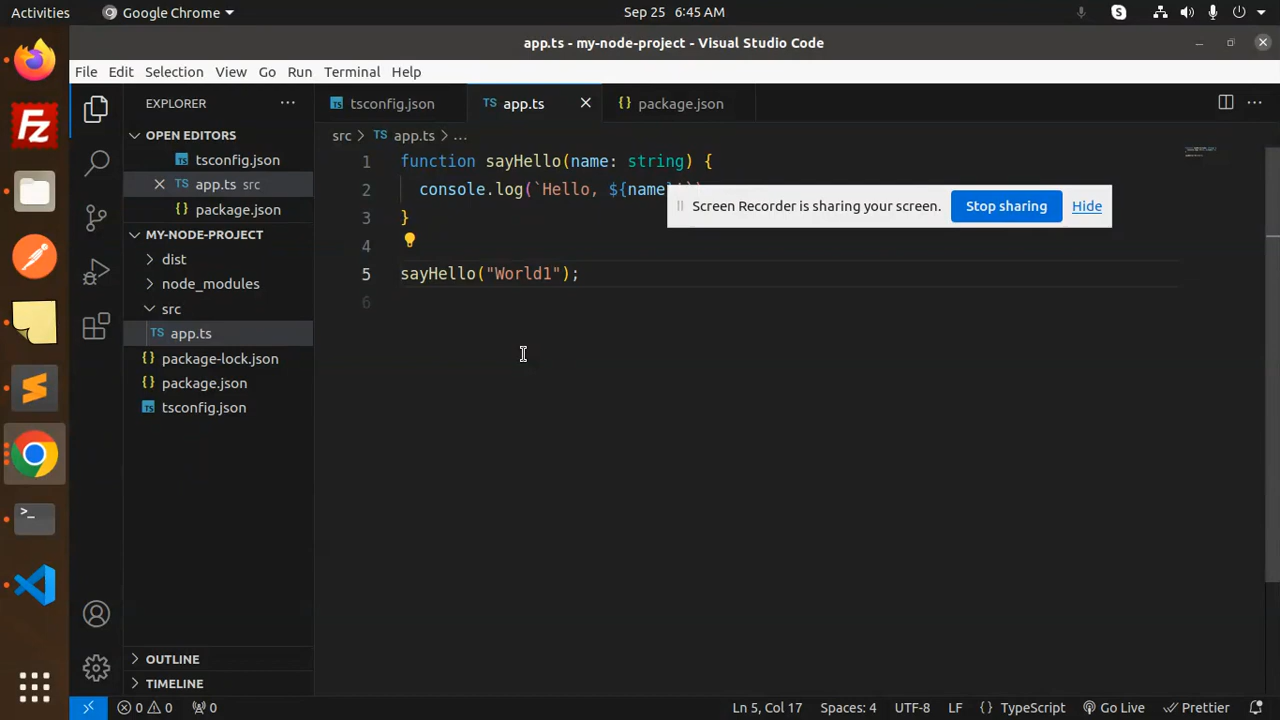 Activities
Google Chrome
Sep 25 6:45 AM
app.ts - my-node-project - Visual Studio Code
File Edit Selection View Go Run Terminal Help
EXPLORER
OPEN EDITORS
tsconfig.json
app.ts src
package.json
MY-NODE-PROJECT
dist
node_modules
src
TS app.ts
package-lock.json
package.json
tsconfig.json
OUTLINE
TIMELINE
tsconfig.json
TS app.ts
package.json
src > TS app.ts > ...
1 function sayHello(name: string) {
2 console.log(`Hello, ${name
3 }
4
5 sayHello("World1");
6
Screen Recorder is sharing your screen.
Stop sharing
Hide
0 0 0
Ln 5, Col 17
Spaces: 4
UTF-8
LF
{ } TypeScript
Go Live
Prettier